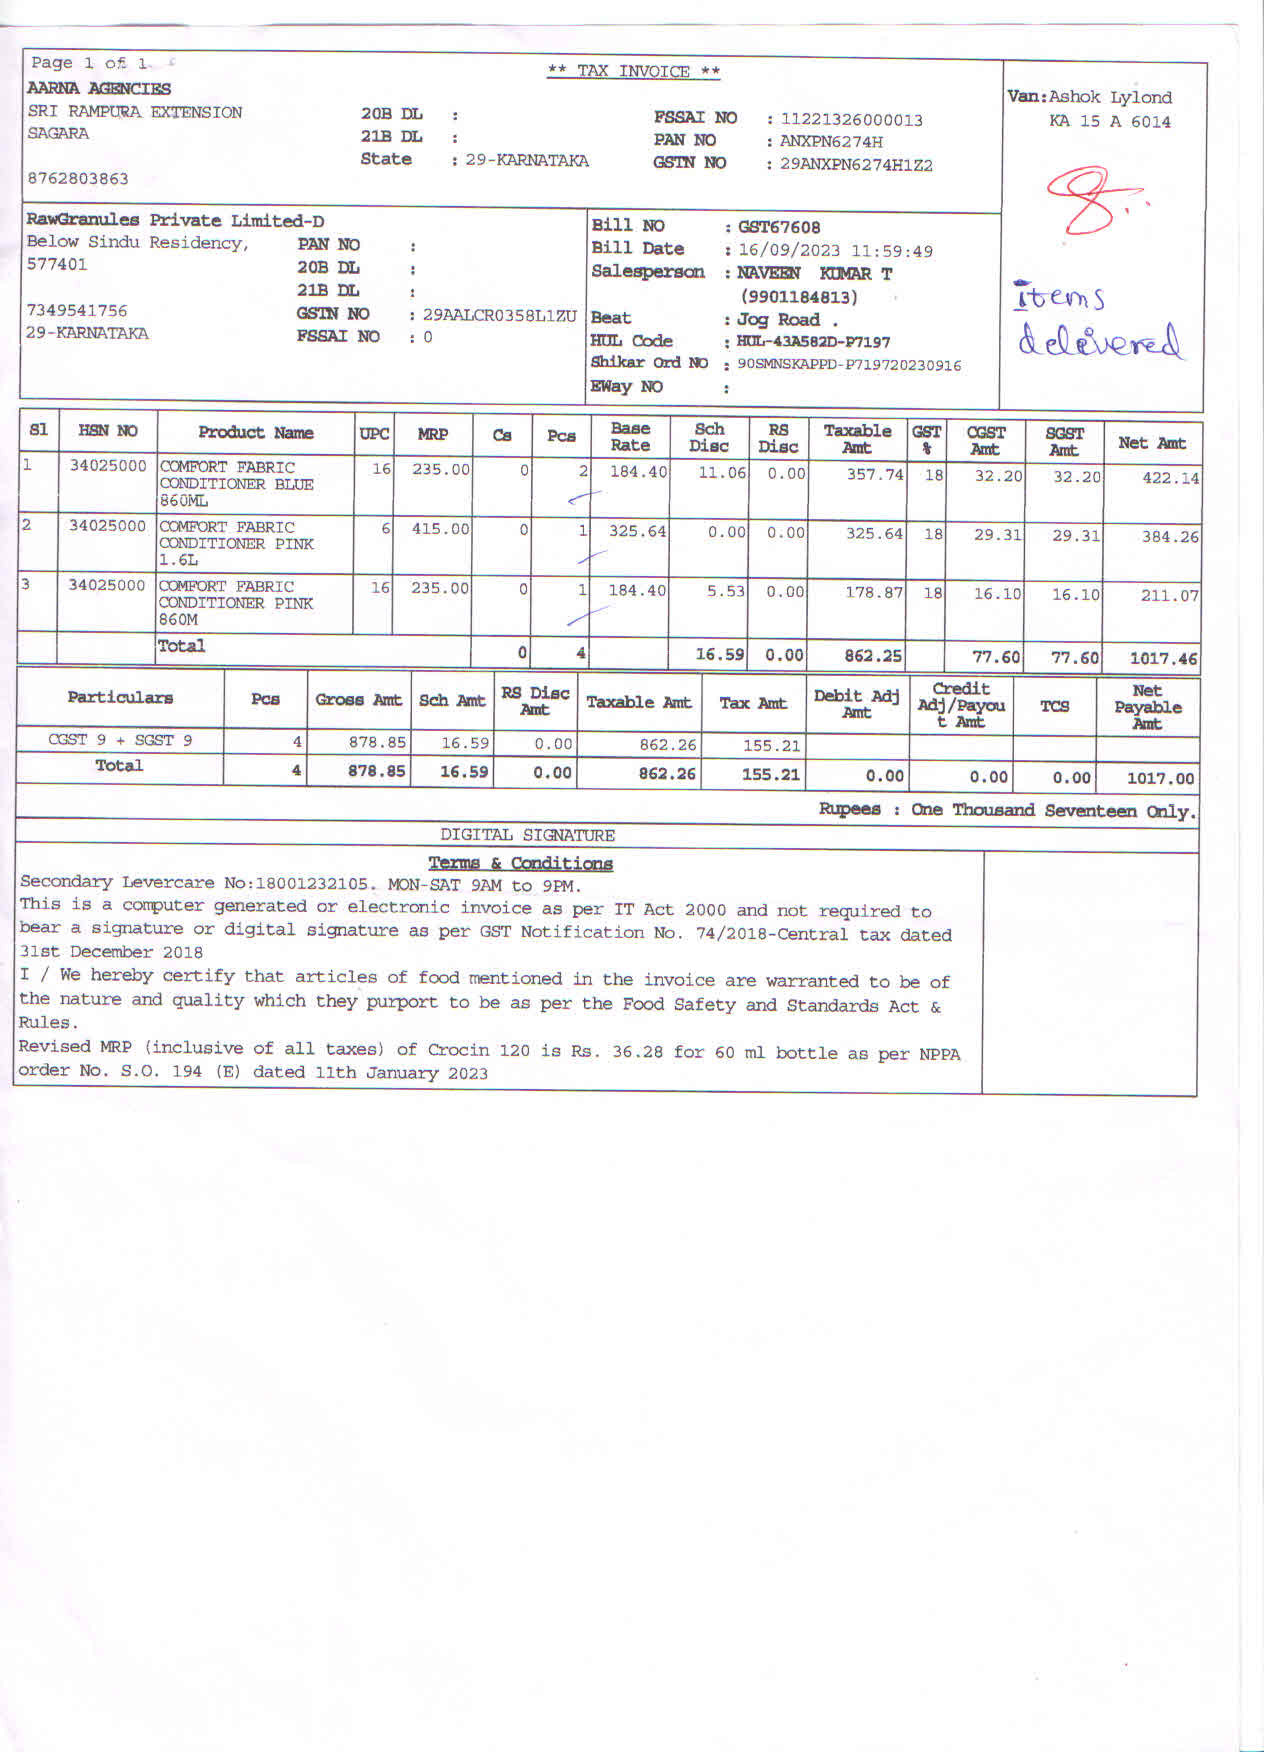 Page 1 of 1
** TAX INVOICE **
AARNA AGENCIES
SRI RAMPURA EXTENSION
SAGARA
8762803863
20B DL :
21B DL :
State : 29-KARNATAKA
FSSAI NO : 11221326000013
PAN NO : ANXPN6274H
GSTN NO : 29ANXPN6274H1Z2
Van:Ashok Lylond
KA 15 A 6014
items
delivered
RawGranules Private Limited-D
Below Sindu Residency,
577401
7349541756
29-KARNATAKA
PAN NO :
20B DL :
21B DL :
GSTN NO : 29AALCR0358L1ZU
FSSAI NO : 0
Bill NO : GST67608
Bill Date : 16/09/2023 11:59:49
Salesperson : NAVEEN KUMAR T
(9901184813)
Beat : Jog Road .
HUL Code : HUL-43A582D-P7197
Shikar Ord NO : 90SMNSKAPPD-P719720230916
EWay NO :
Sl HSN NO Product Name UPC MRP Cs Pcs Base Rate Sch Disc RS Disc Taxable Amt GST % CGST Amt SGST Amt Net Amt
1 34025000 COMFORT FABRIC 16 235.00 0 2 184.40 11.06 0.00 357.74 18 32.20 32.20 422.14
CONDITIONER BLUE
860ML
2 34025000 COMFORT FABRIC 6 415.00 0 1 325.64 0.00 0.00 325.64 18 29.31 29.31 384.26
CONDITIONER PINK
1.6L
3 34025000 COMFORT FABRIC 16 235.00 0 1 184.40 5.53 0.00 178.87 18 16.10 16.10 211.07
CONDITIONER PINK
860M
Total 0 4 16.59 0.00 862.25 77.60 77.60 1017.46
Particulars Pcs Gross Amt Sch Amt RS Disc Amt Taxable Amt Tax Amt Debit Adj Amt Credit Adj/Payou t Amt TCS Net Payable Amt
CGST 9 + SGST 9 4 878.85 16.59 0.00 862.26 155.21
Total 4 878.85 16.59 0.00 862.26 155.21 0.00 0.00 0.00 1017.00
Rupees : One Thousand Seventeen Only.
DIGITAL SIGNATURE
Terms & Conditions
Secondary Levercare No:18001232105. MON-SAT 9AM to 9PM.
This is a computer generated or electronic invoice as per IT Act 2000 and not required to
bear a signature or digital signature as per GST Notification No. 74/2018-Central tax dated
31st December 2018
I / We hereby certify that articles of food mentioned in the invoice are warranted to be of
the nature and quality which they purport to be as per the Food Safety and Standards Act &
Rules.
Revised MRP (inclusive of all taxes) of Crocin 120 is Rs. 36.28 for 60 ml bottle as per NPPA
order No. S.O. 194 (E) dated 11th January 2023